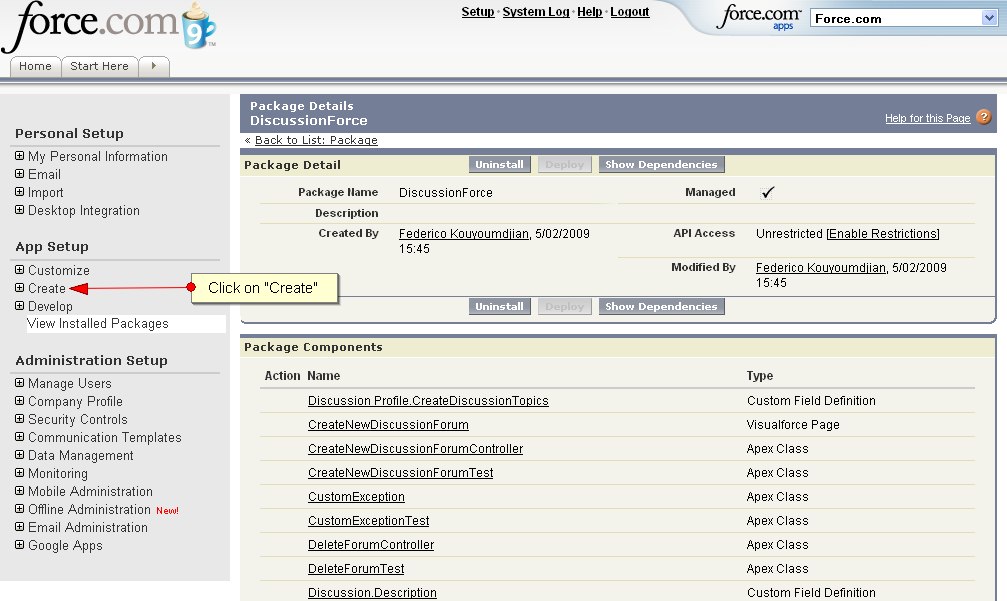 force.com 9 ™
Setup · System Log · Help · Logout
force.com apps
Force.com
Home Start Here
Personal Setup
My Personal Information
Email
Import
Desktop Integration
App Setup
Customize
Create
Develop
View Installed Packages
Administration Setup
Manage Users
Company Profile
Security Controls
Communication Templates
Data Management
Monitoring
Mobile Administration
Offline Administration New!
Email Administration
Google Apps
Click on "Create"
Package Details
DiscussionForce
Help for this Page ?
« Back to List: Package
Package Detail Uninstall Deploy Show Dependencies
Package Name DiscussionForce Managed ✓
Description
Created By Federico Kouyoumdjian, 5/02/2009 15:45
API Access Unrestricted [Enable Restrictions]
Modified By Federico Kouyoumdjian, 5/02/2009
15:45
Uninstall Deploy Show Dependencies
Package Components
Action Name Type
Discussion Profile.CreateDiscussionTopics Custom Field Definition
CreateNewDiscussionForum Visualforce Page
CreateNewDiscussionForumController Apex Class
CreateNewDiscussionForumTest Apex Class
CustomException Apex Class
CustomExceptionTest Apex Class
DeleteForumController Apex Class
DeleteForumTest Apex Class
Discussion.Description Custom Field Definition